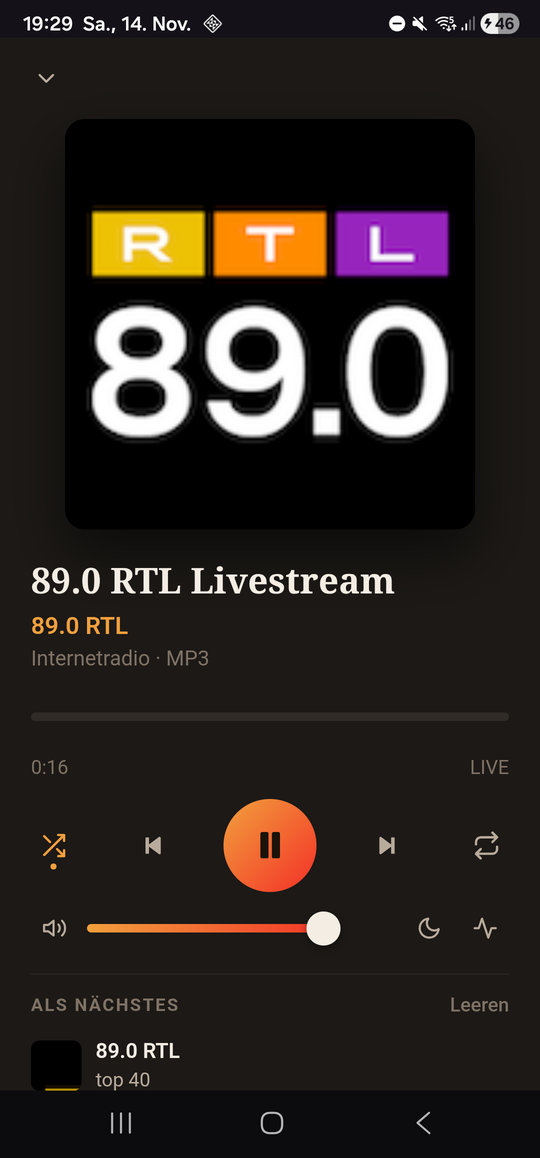 19:29 Sa., 14. Nov. 46
R T L
89.0
89.0 RTL Livestream
89.0 RTL
Internetradio · MP3
0:16 LIVE
ALS NÄCHSTES Leeren
89.0 RTL
top 40